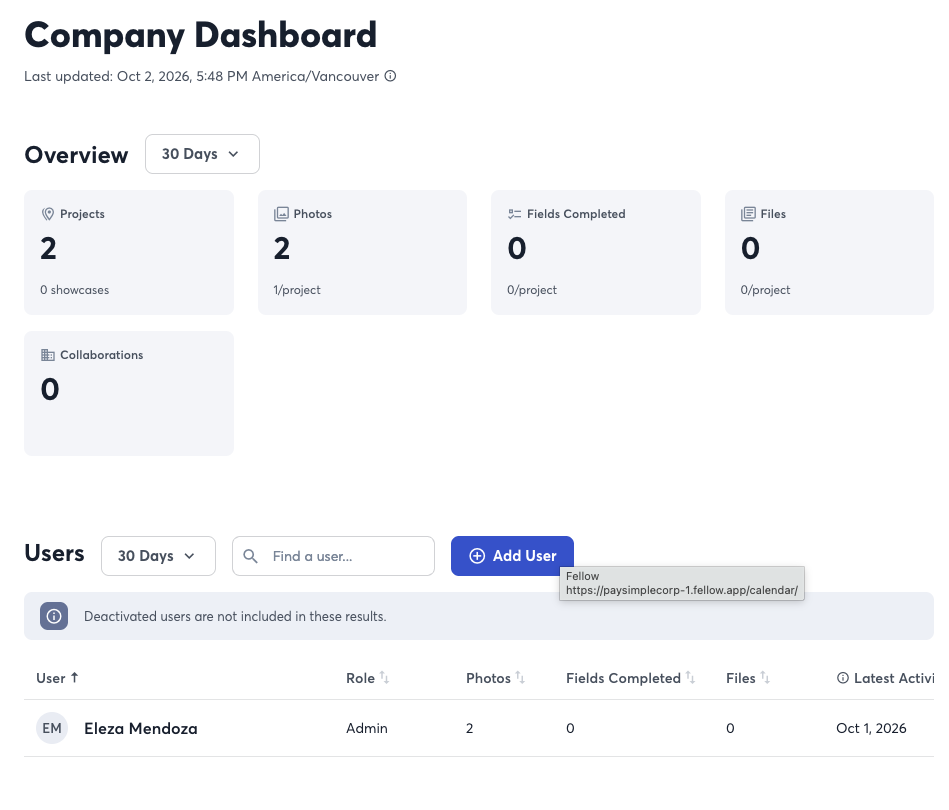 Company Dashboard
Last updated: Oct 2, 2026, 5:48 PM America/Vancouver
Overview
30 Days
Projects
2
0 showcases
Photos
2
1/project
Fields Completed
0
0/project
Files
0
0/project
Collaborations
0
Users
30 Days
Find a user...
Add User
Fellow
https://paysimplecorp-1.fellow.app/calendar/
Deactivated users are not included in these results.
User Role Photos Fields Completed Files Latest Activi
EM Eleza Mendoza Admin 2 0 0 Oct 1, 2026